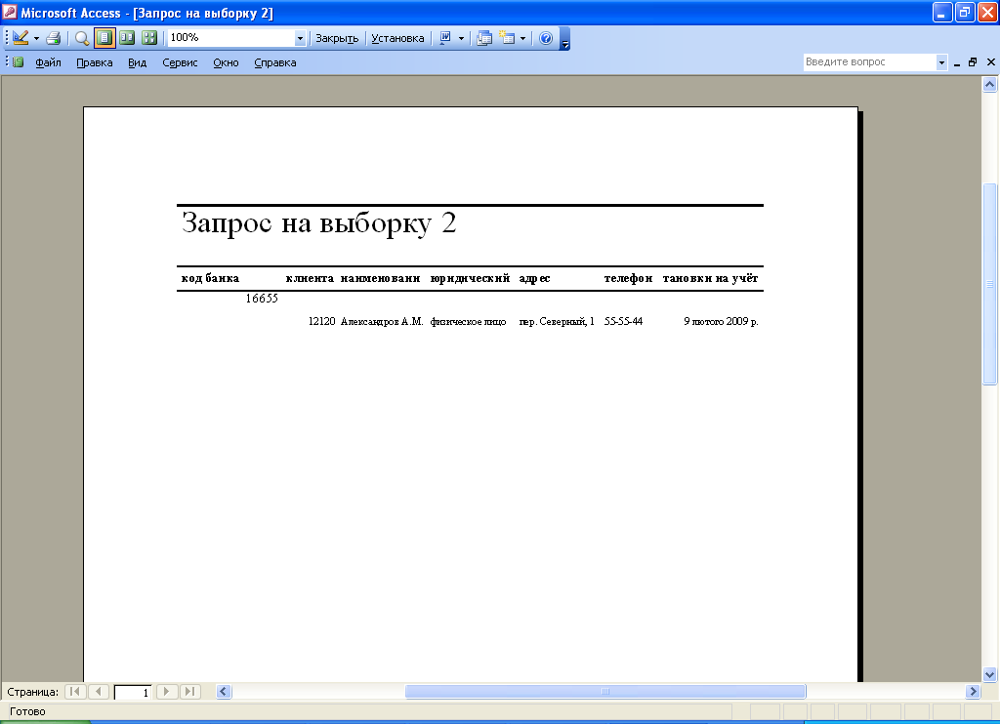 Microsoft Access - [Запрос на выборку 2]
100% Закрыть Установка
Файл Правка Вид Сервис Окно Справка Введите вопрос
Запрос на выборку 2
код банка клиента наименовани юридический адрес телефон тановки на учёт
16655
12120 Александров А.М. физическое лицо пер. Северный, 1 55-55-44 9 лютого 2009 р.
Страница: 1
Готово